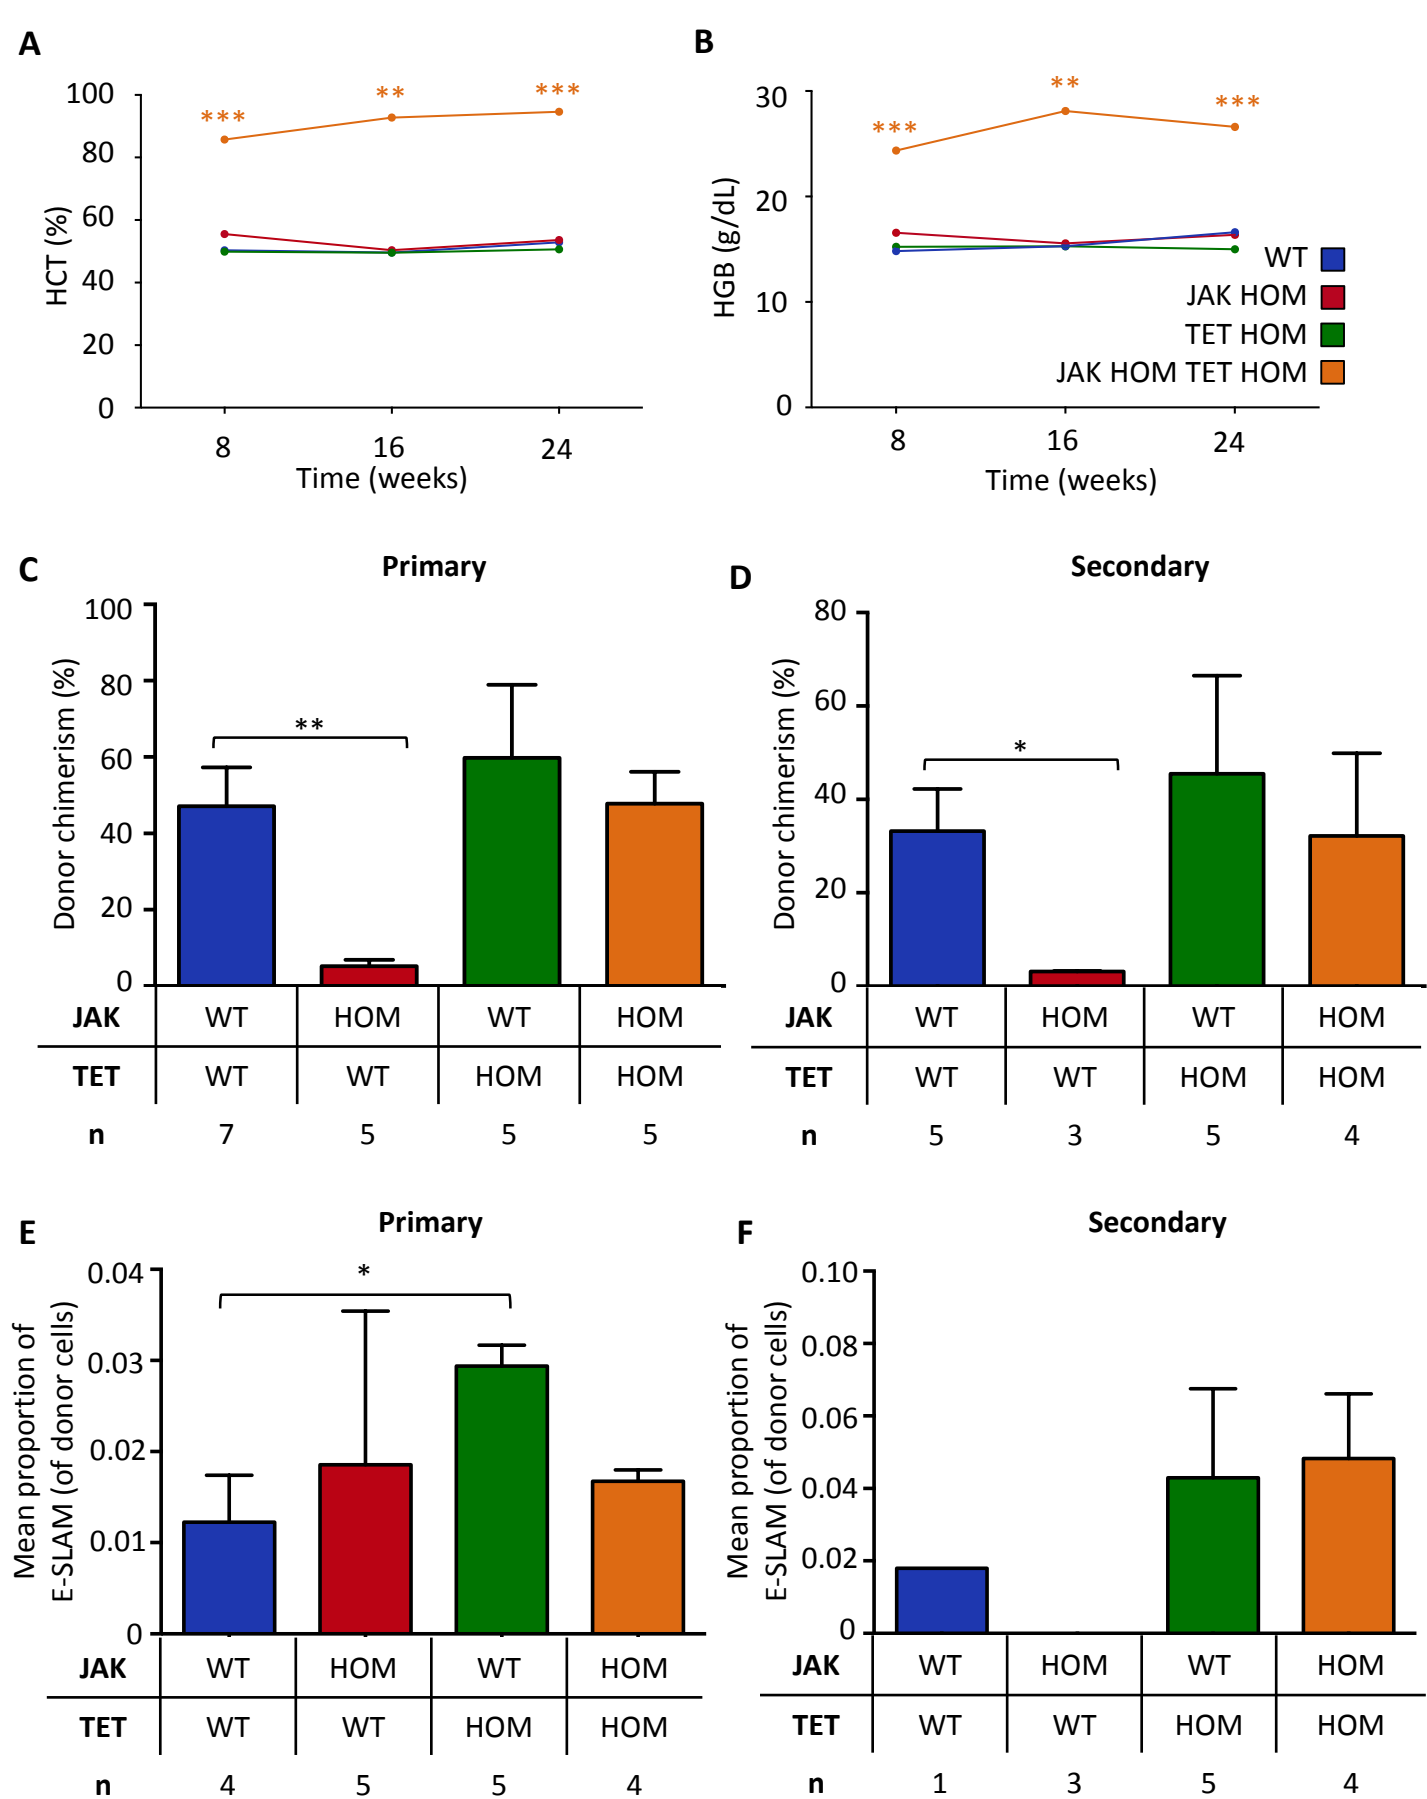 A
HCT (%)
100
80
60
40
20
0
***
**
***
8
16
24
Time (weeks)
B
HGB (g/dL)
30
20
10
0
***
**
***
8
16
24
Time (weeks)
WT
JAK HOM
TET HOM
JAK HOM TET HOM
C
Primary
Donor chimerism (%)
100
80
60
40
20
0
**
JAK WT HOM WT HOM
TET WT WT HOM HOM
n 7 5 5 5
D
Secondary
Donor chimerism (%)
80
60
40
20
0
*
JAK WT HOM WT HOM
TET WT WT HOM HOM
n 5 3 5 4
E
Primary
Mean proportion of
E-SLAM (of donor cells)
0.04
0.03
0.02
0.01
0
*
JAK WT HOM WT HOM
TET WT WT HOM HOM
n 4 5 5 4
F
Secondary
Mean proportion of
E-SLAM (of donor cells)
0.10
0.08
0.06
0.04
0.02
0
JAK WT HOM WT HOM
TET WT WT HOM HOM
n 1 3 5 4